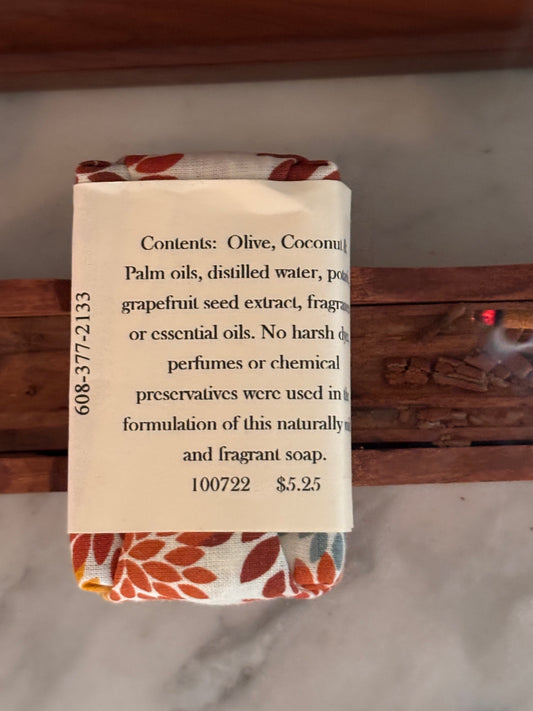 Contents: Olive, Coconut &
Palm oils, distilled water,
grapefruit seed extract,
or essential oils. No harsh
perfumes or chemical
preservatives were used in
formulation of this naturally
and fragrant soap.
100722 $5.25
608-377-2133